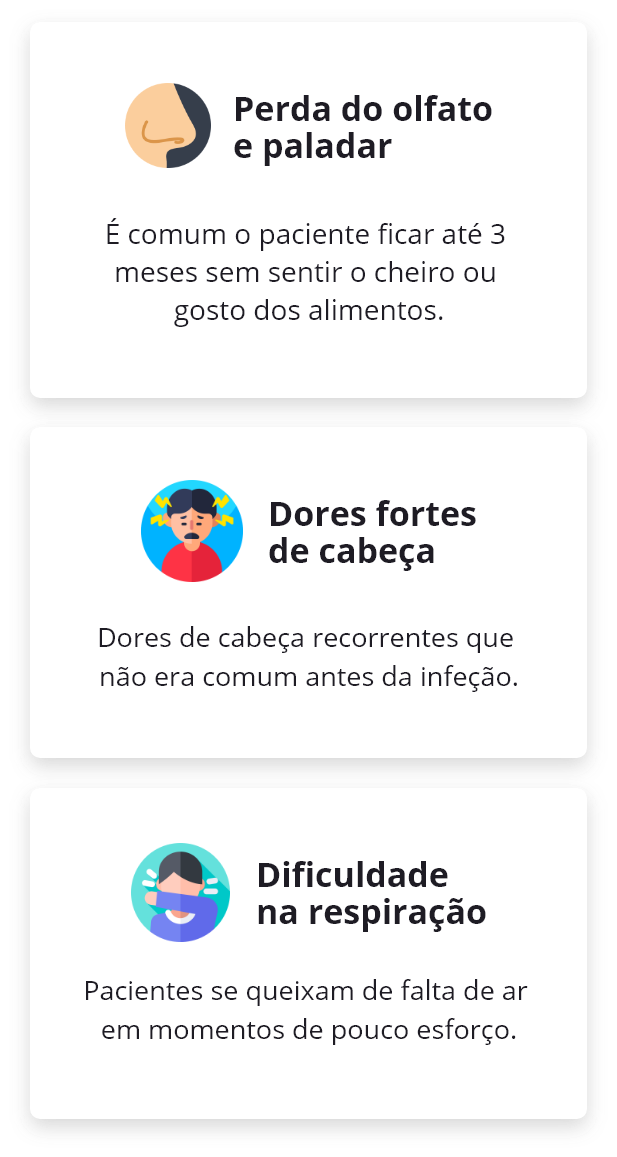 Perda do olfato
e paladar
É comum o paciente ficar até 3
meses sem sentir o cheiro ou
gosto dos alimentos.
Dores fortes
de cabeça
Dores de cabeça recorrentes que
não era comum antes da infeção.
Dificuldade
na respiração
Pacientes se queixam de falta de ar
em momentos de pouco esforço.